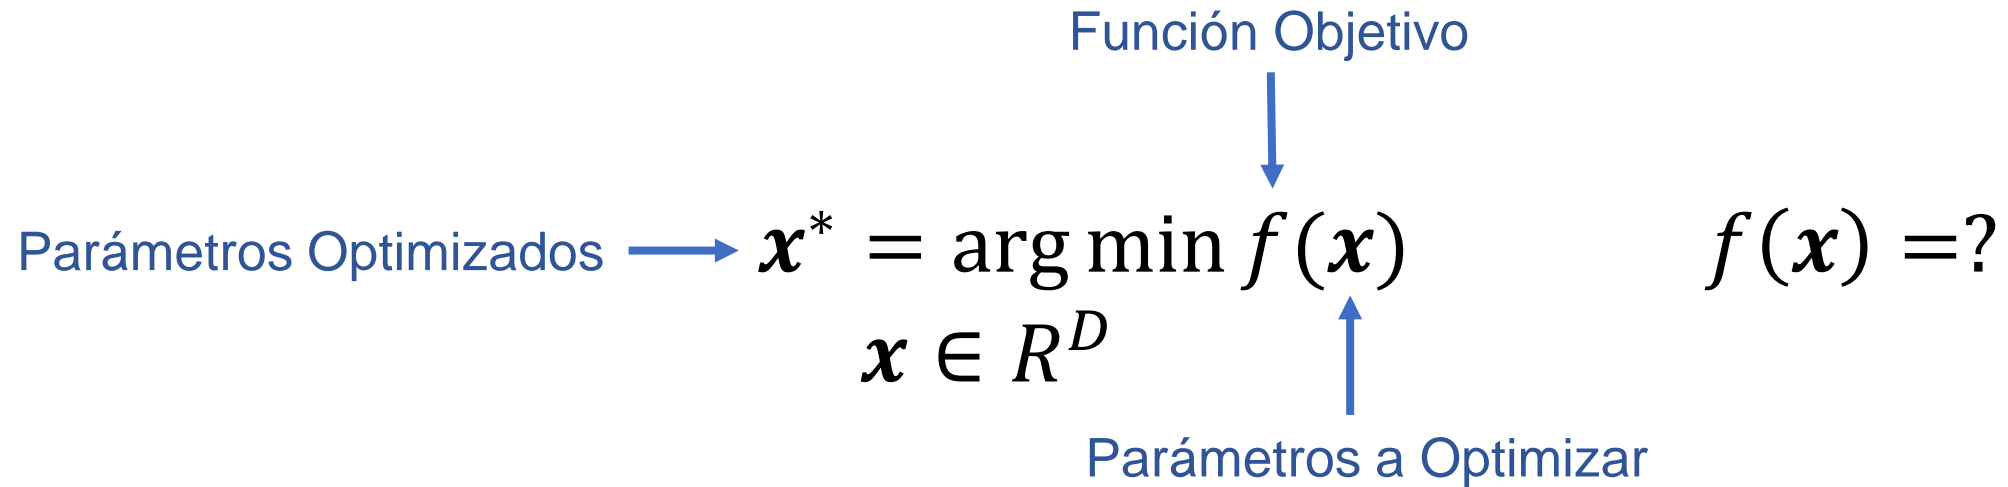 Función Objetivo
Parámetros Optimizados
x* = arg min f(x)
f(x) =?
x ∈ R^D
Parámetros a Optimizar